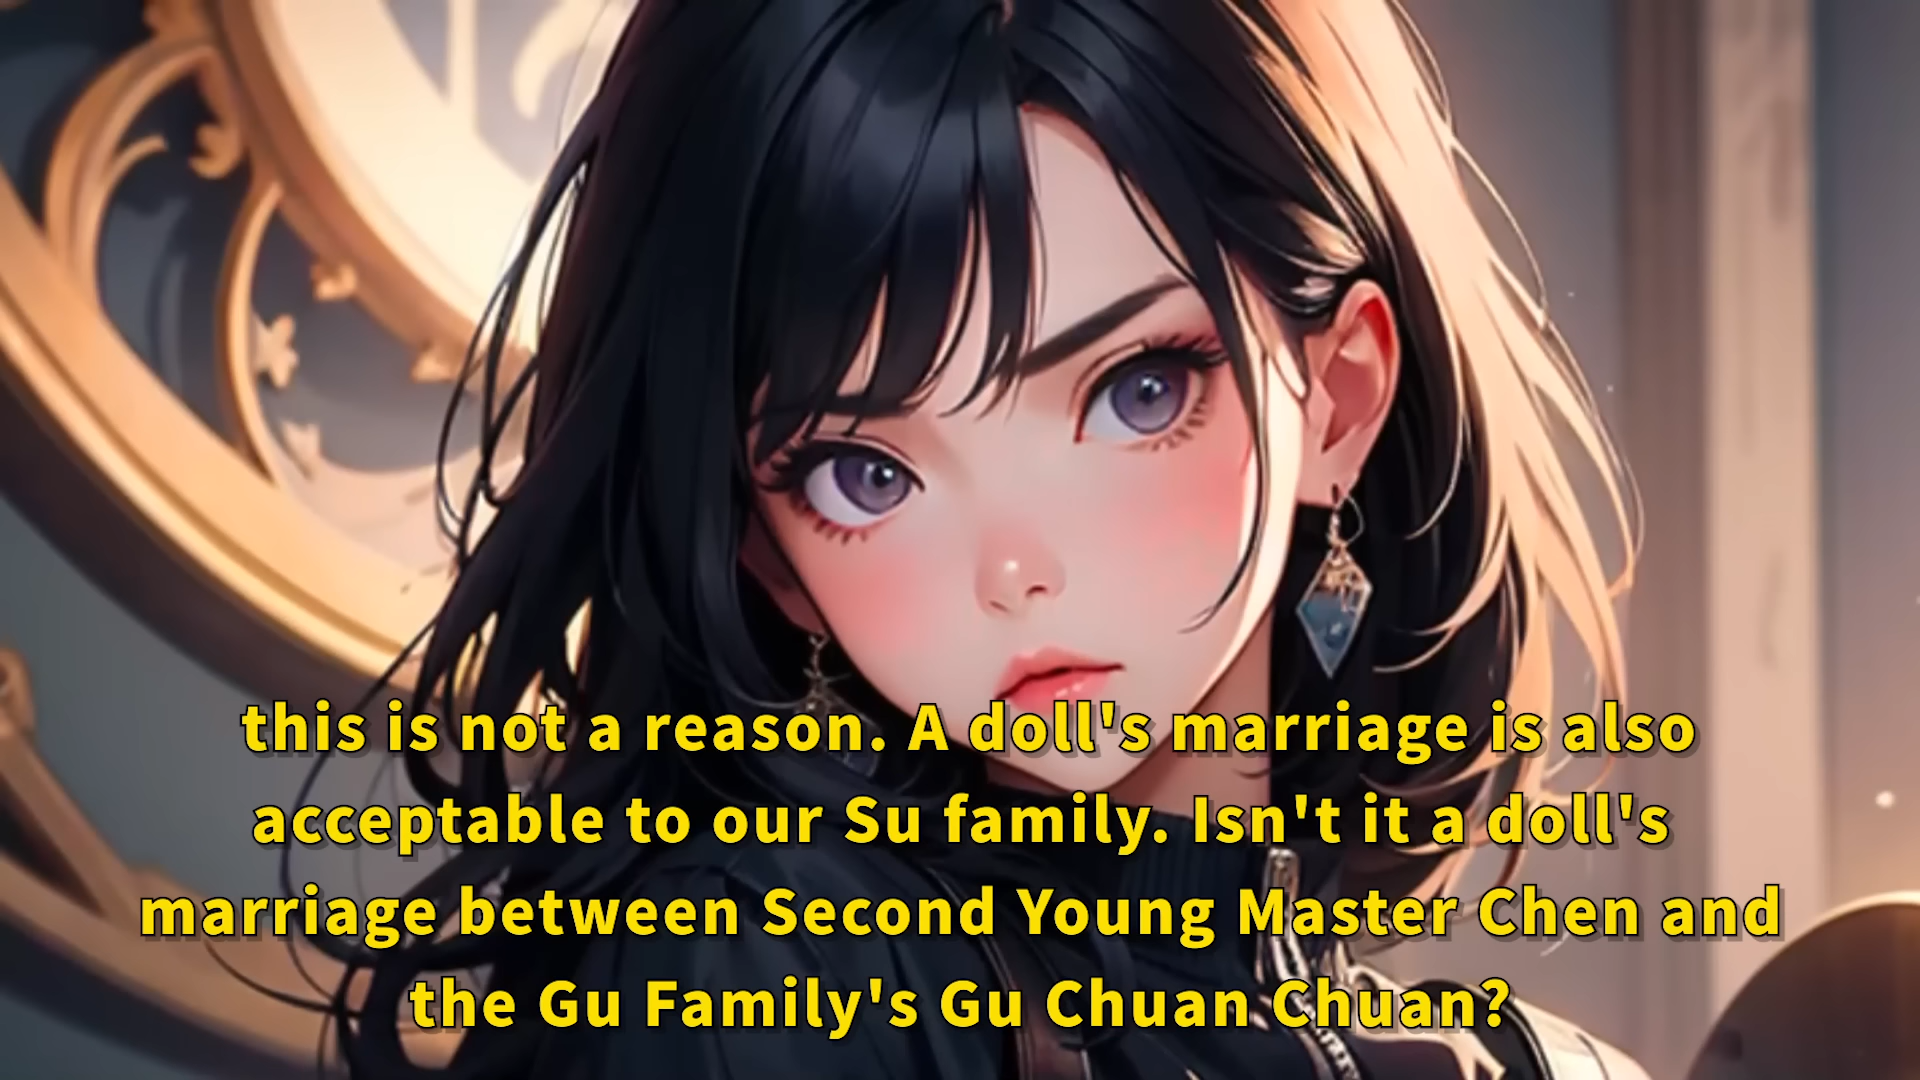 this is not a reason. A doll's marriage is also
acceptable to our Su family. Isn't it a doll's
marriage between Second Young Master Chen and
the Gu Family's Gu Chuan Chuan?